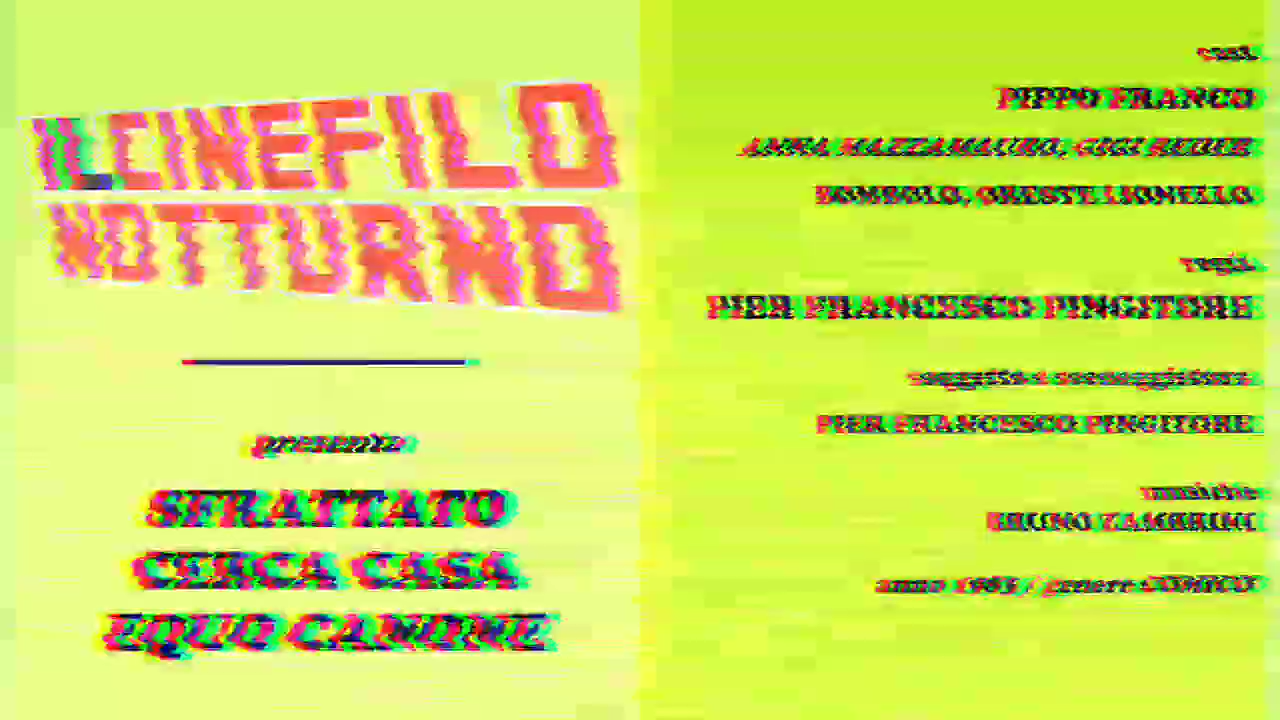 IL CINEFILO
NOTTURNO
presenta
SFRATTATO
CERCA CASA
EQUO CANONE
cast
PIPPO FRANCO
ANNA MAZZAMAURO, GIGI REDER
BOMBOLO, ORESTE LIONELLO
regia
PIER FRANCESCO PINGITORE
soggetto e sceneggiatura
PIER FRANCESCO PINGITORE
musiche
BRUNO ZAMBRINI
anno 1983 / genere COMICO